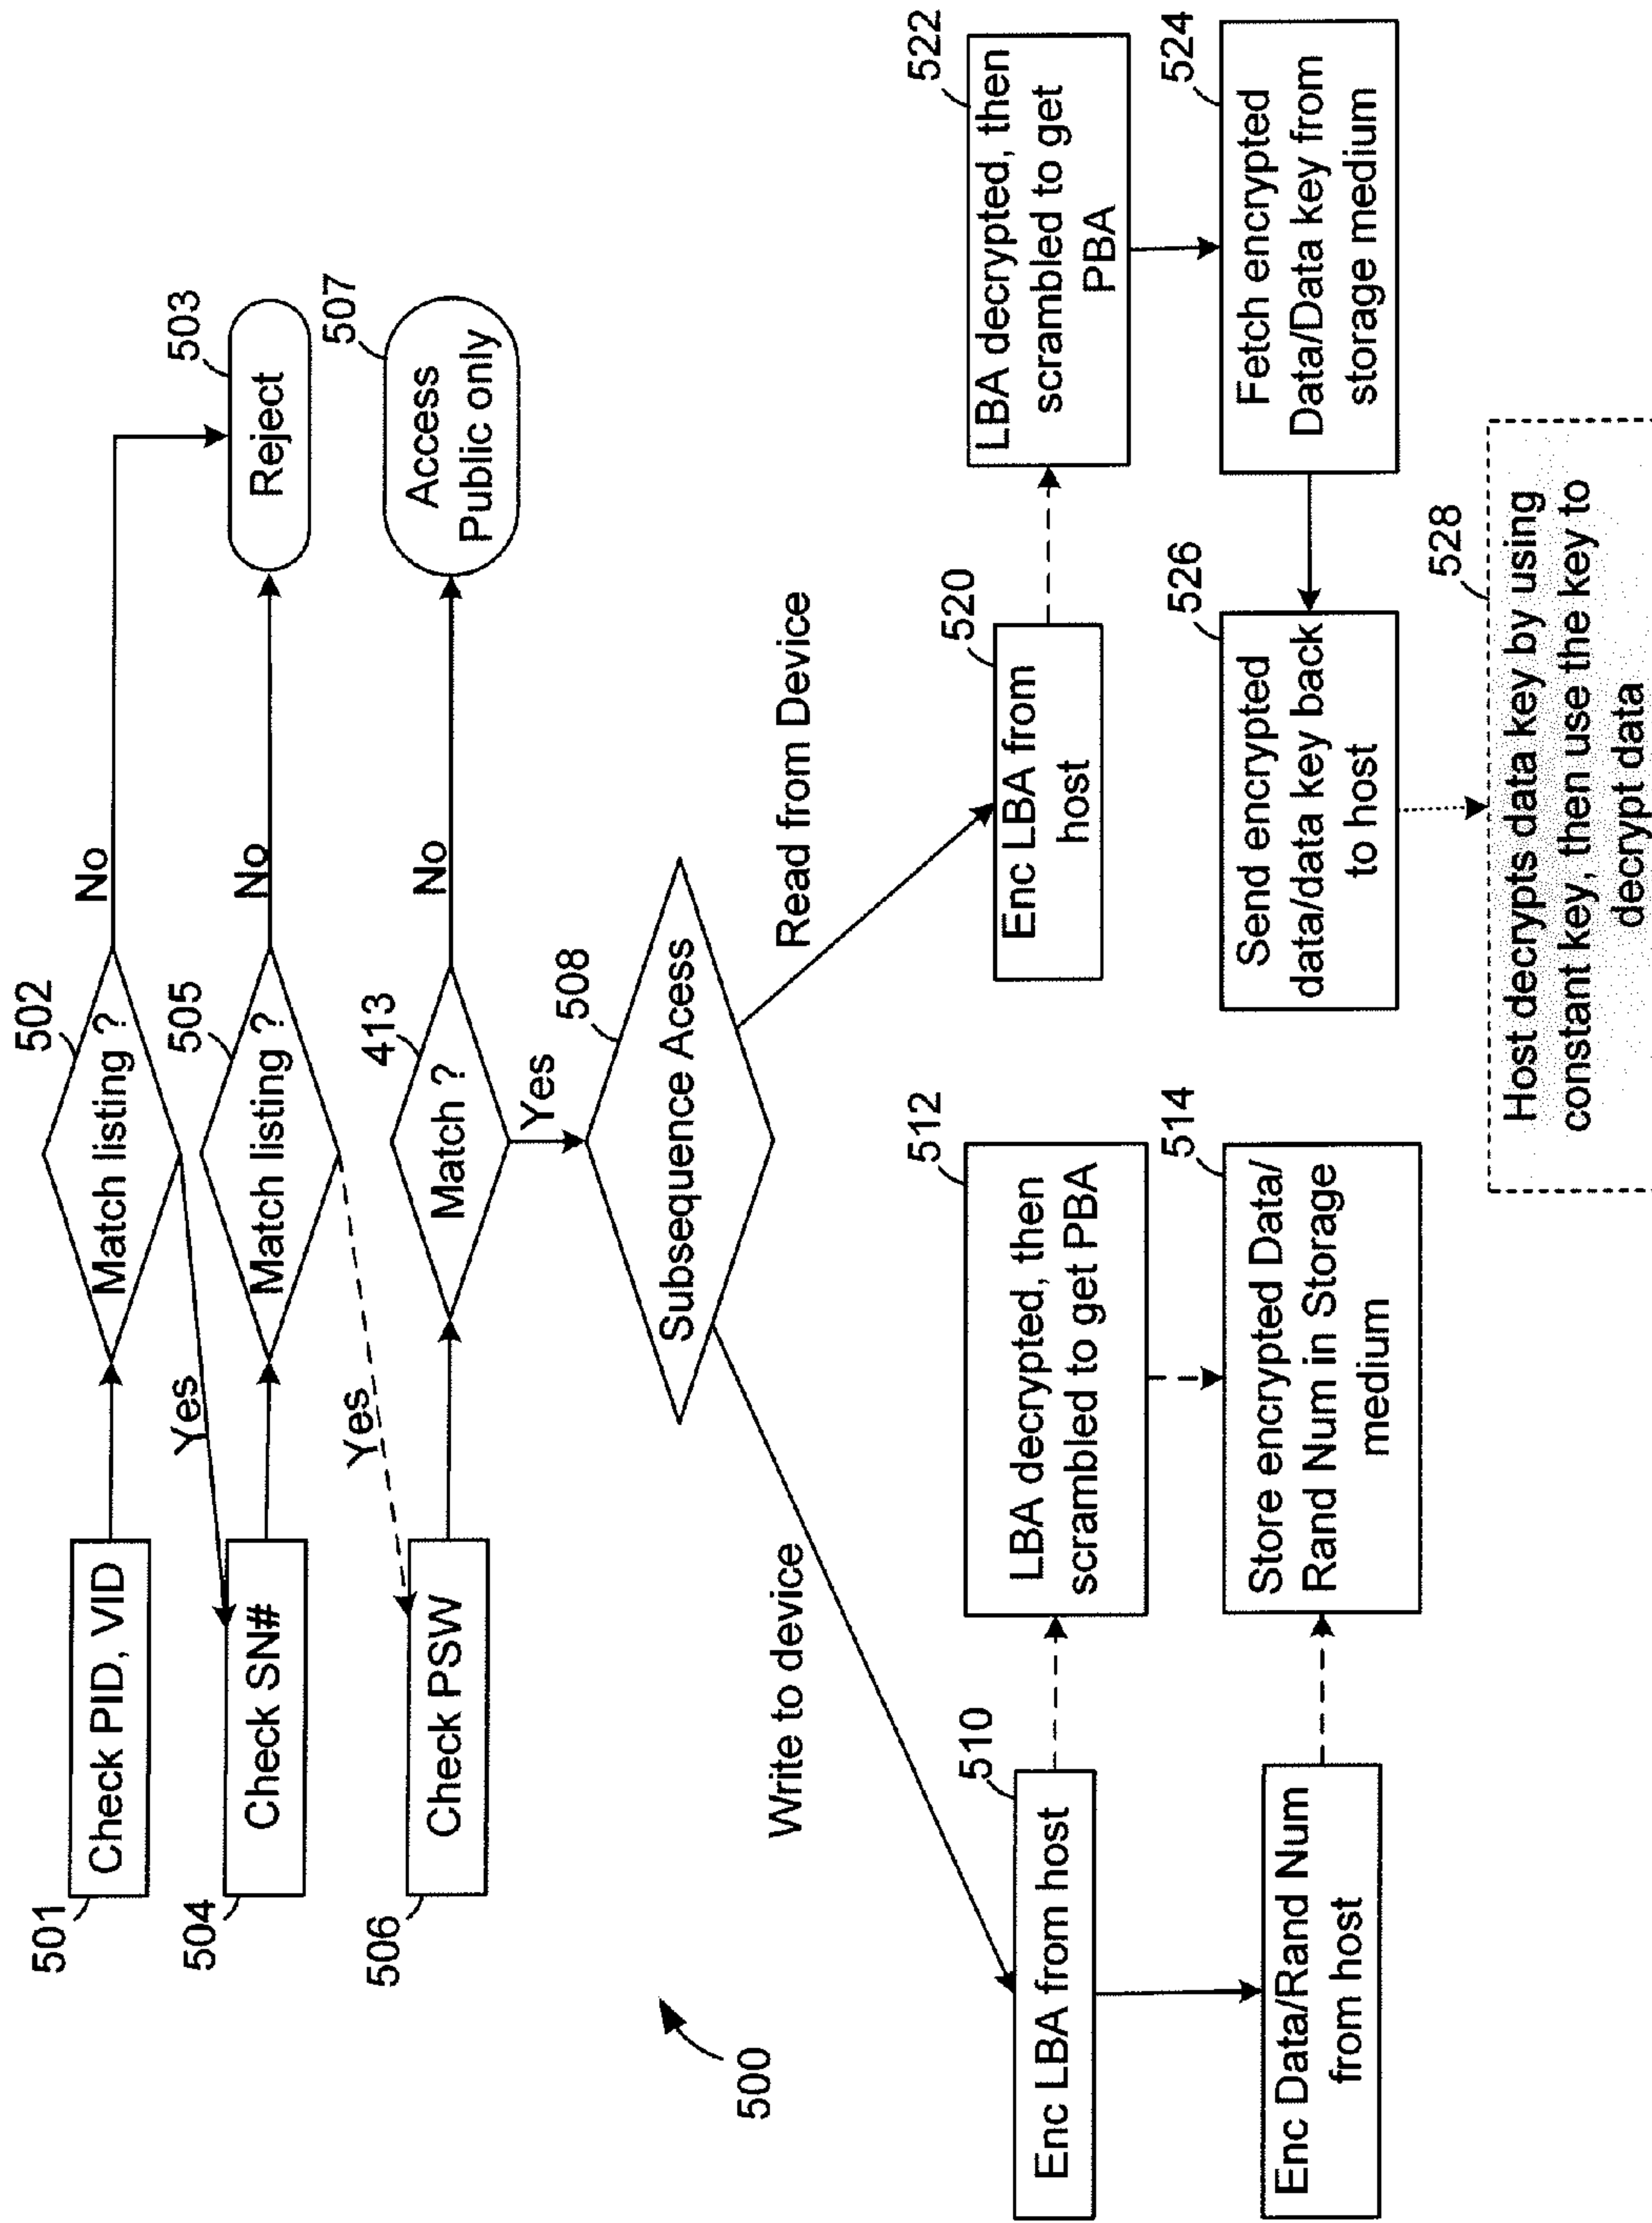 501
Check PID, VID
502
Match listing ?
No
503
Reject
Yes
504
Check SN#
505
Match listing ?
No
Yes
506
Check PSW
413
Match ?
No
507
Access
Public only
Yes
508
Subsequence Acess
500
Write to device
Read from Device
510
Enc LBA from host
512
LBA decrypted, then
scrambled to get PBA
Enc Data/Rand Num
from host
514
Store encrypted Data/
Rand Num in Storage
medium
520
Enc LBA from
host
522
LBA decrypted, then
scrambled to get
PBA
526
Send encrypted
data/data key back
to host
524
Fetch encrypted
Data/Data key from
storage medium
528
Host decrypts data key by using
constant key, then use the key to
decrypt data